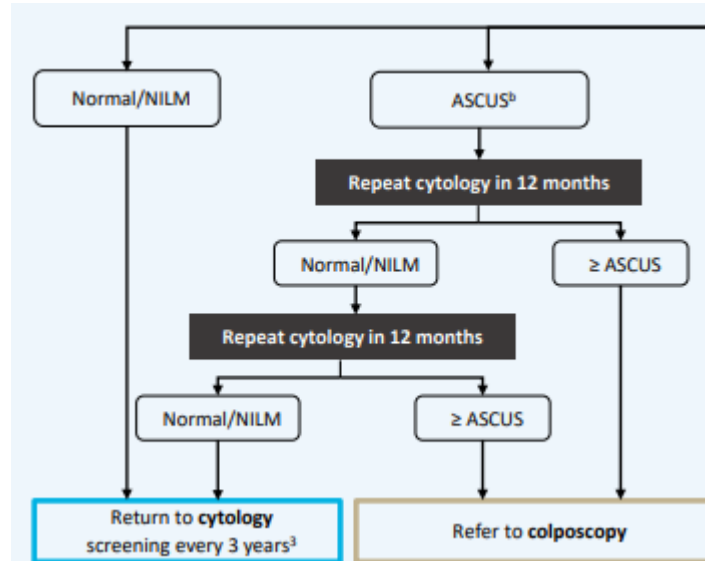 Normal/NILM
ASCUSᵇ
Repeat cytology in 12 months
Normal/NILM
≥ ASCUS
Repeat cytology in 12 months
Normal/NILM
≥ ASCUS
Return to cytology
screening every 3 years³
Refer to colposcopy